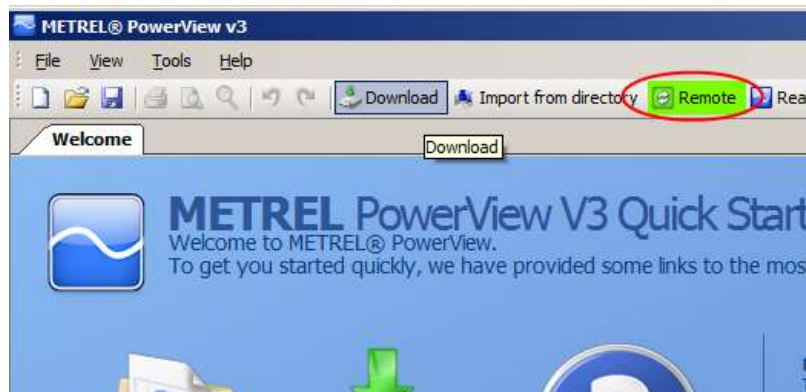 METREL® PowerView v3
File View Tools Help
Download Import from directory Remote Rea
Welcome
Download
METREL PowerView V3 Quick Start
Welcome to METREL® PowerView.
To get you started quickly, we have provided some links to the mos